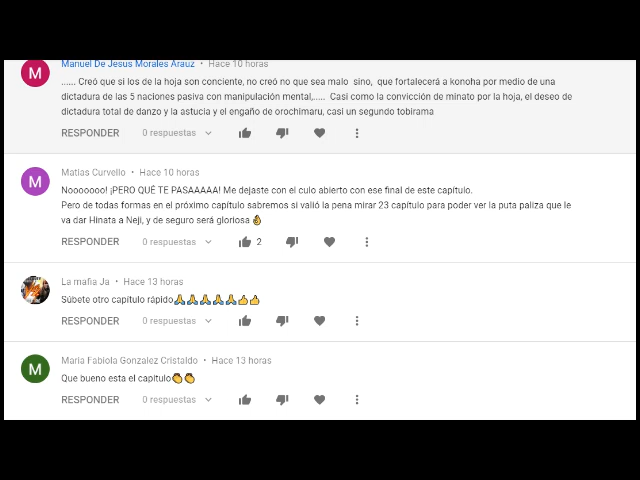 Manuel De Jesus Morales Arauz • Hace 10 horas
...... Creó que si los de la hoja son conciente, no creó no que sea malo sino, que fortalecerá a konoha por medio de una
dictadura de las 5 naciones pasiva con manipulación mental,..... Casi como la convicción de minato por la hoja, el deseo de
dictadura total de danzo y la astucia y el engaño de orochimaru, casi un segundo tobirama
RESPONDER 0 respuestas
M
Matias Curvello • Hace 10 horas
Nooooooo! ¡PERO QUÉ TE PASAAAAA! Me dejaste con el culo abierto con ese final de este capítulo.
Pero de todas formas en el próximo capítulo sabremos si valió la pena mirar 23 capítulo para poder ver la puta paliza que le
va dar Hinata a Neji, y de seguro será gloriosa 👌
RESPONDER 0 respuestas 2
M
La mafia Ja • Hace 13 horas
Súbete otro capítulo rápido🙏🙏🙏🙏🙏👍👍
RESPONDER 0 respuestas
Maria Fabiola Gonzalez Cristaldo • Hace 13 horas
Que bueno esta el capitulo👏👏
RESPONDER 0 respuestas
M